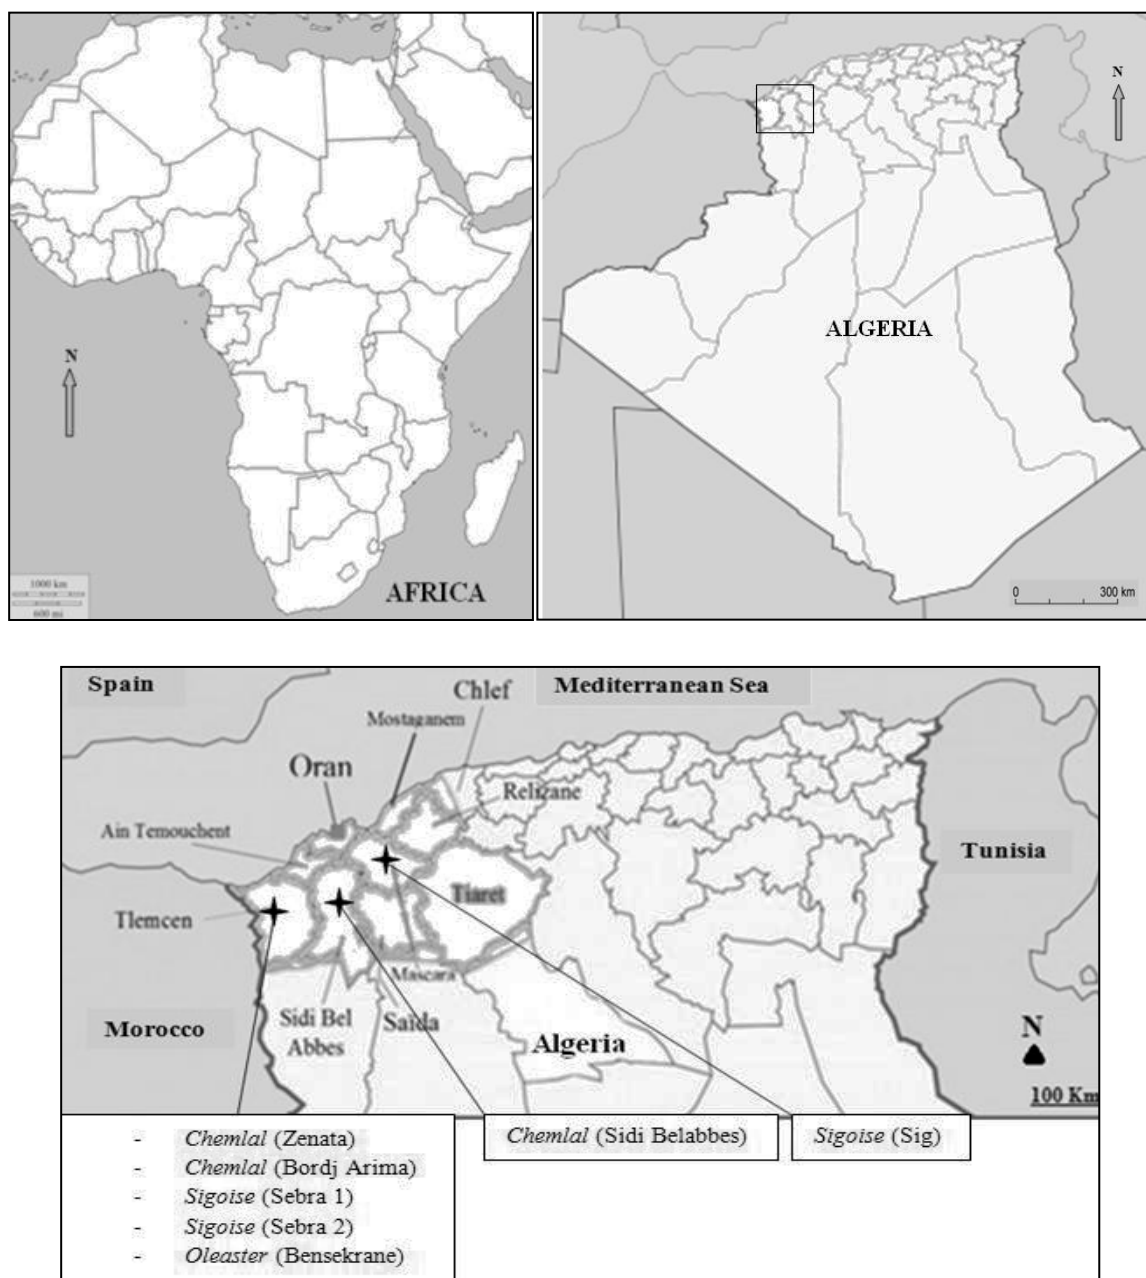 N
1000 km
600 mi
AFRICA
N
ALGERIA
0 300 km
Spain
Chlef
Mediterranean Sea
Mostaganem
Oran
Relizane
Ain Temouchent
Tunisia
Tiaret
Tlemcen
Mascara
Morocco
Sidi Bel
Abbes
Saïda
Algeria
N
100 Km
- Chemlal (Zenata)
- Chemlal (Bordj Arima)
- Sigoise (Sebra 1)
- Sigoise (Sebra 2)
- Oleaster (Bensekrane)
Chemlal (Sidi Belabbes)
Sigoise (Sig)